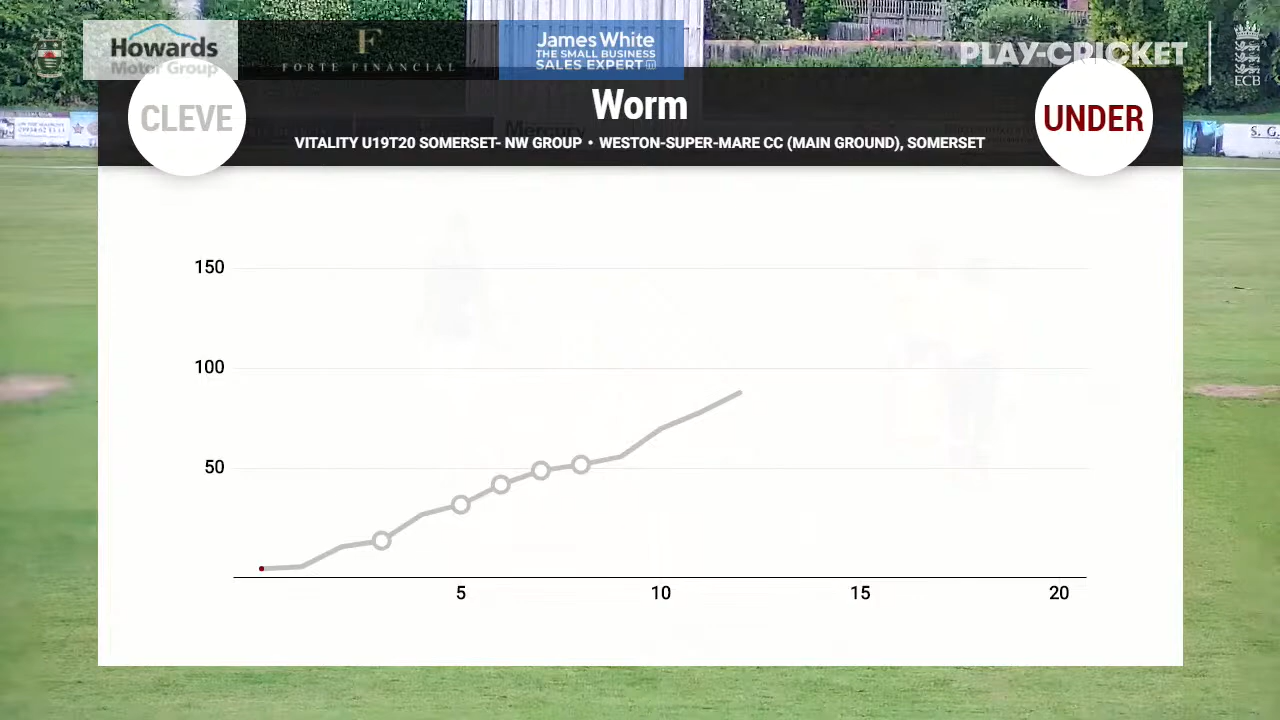 Howards
Motor Group
F
FORTE FINANCIAL
James White
THE SMALL BUSINESS
SALES EXPERT
PLAY-CRICKET
ECB
CLEVE
Worm
UNDER
VITALITY U19T20 SOMERSET- NW GROUP • WESTON-SUPER-MARE CC (MAIN GROUND), SOMERSET
S. G.
150
100
50
5 10 15 20